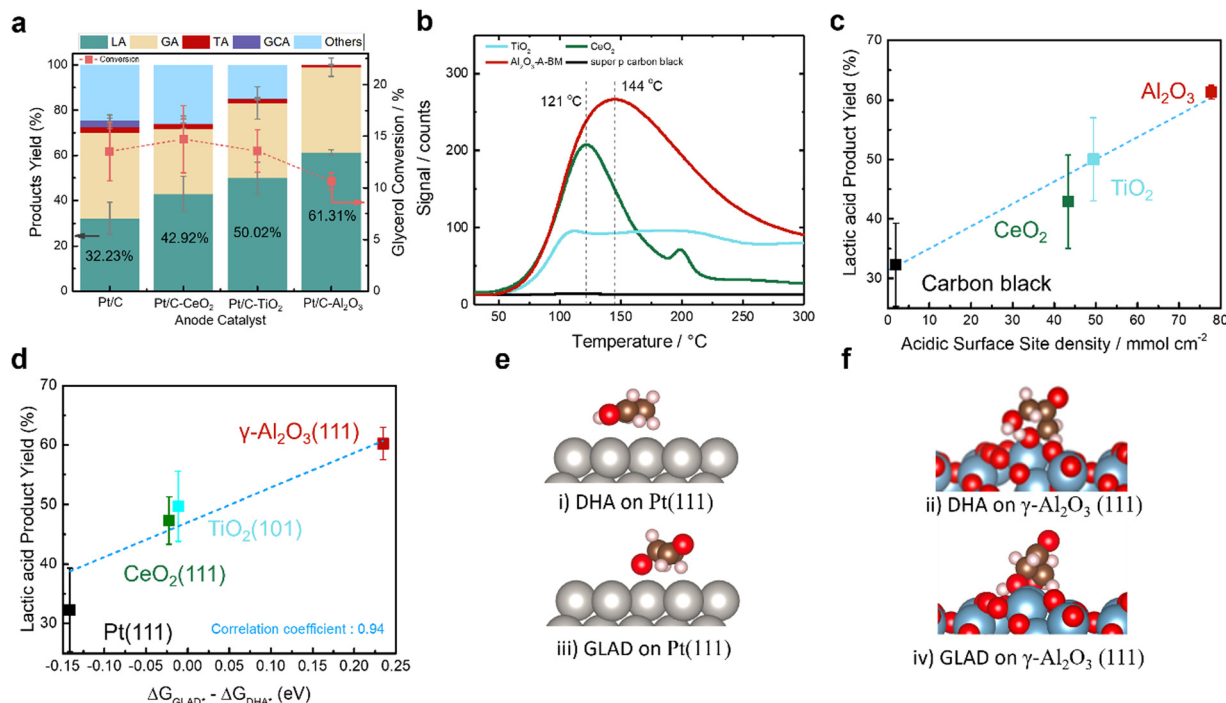 a
LA GA TA GCA Others
Conversion
Products Yield (%)
100
80
60
40
20
0
32.23%
42.92%
50.02%
61.31%
20
15
10
5
0
Glycerol Conversion / %
Pt/C Pt/C-CeO₂ Pt/C-TiO₂ Pt/C-Al₂O₃
Anode Catalyst
b
TiO₂ CeO₂
Al₂O₃-A-BM super p carbon black
121 °C
144 °C
Signal / counts
300
200
100
0
50 100 150 200 250 300
Temperature / °C
c
Lactic acid Product Yield (%)
70
60
50
40
30
Al₂O₃
TiO₂
CeO₂
Carbon black
0 10 20 30 40 50 60 70 80
Acidic Surface Site density / mmol cm⁻²
d
Lactic acid Product Yield (%)
70
60
50
40
30
γ-Al₂O₃(111)
TiO₂(101)
CeO₂(111)
Pt(111)
Correlation coefficient : 0.94
-0.15 -0.10 -0.05 0.00 0.05 0.10 0.15 0.20 0.25
ΔG_GLAD* - ΔG_DHA* (eV)
e
i) DHA on Pt(111)
iii) GLAD on Pt(111)
f
ii) DHA on γ-Al₂O₃ (111)
iv) GLAD on γ-Al₂O₃ (111)